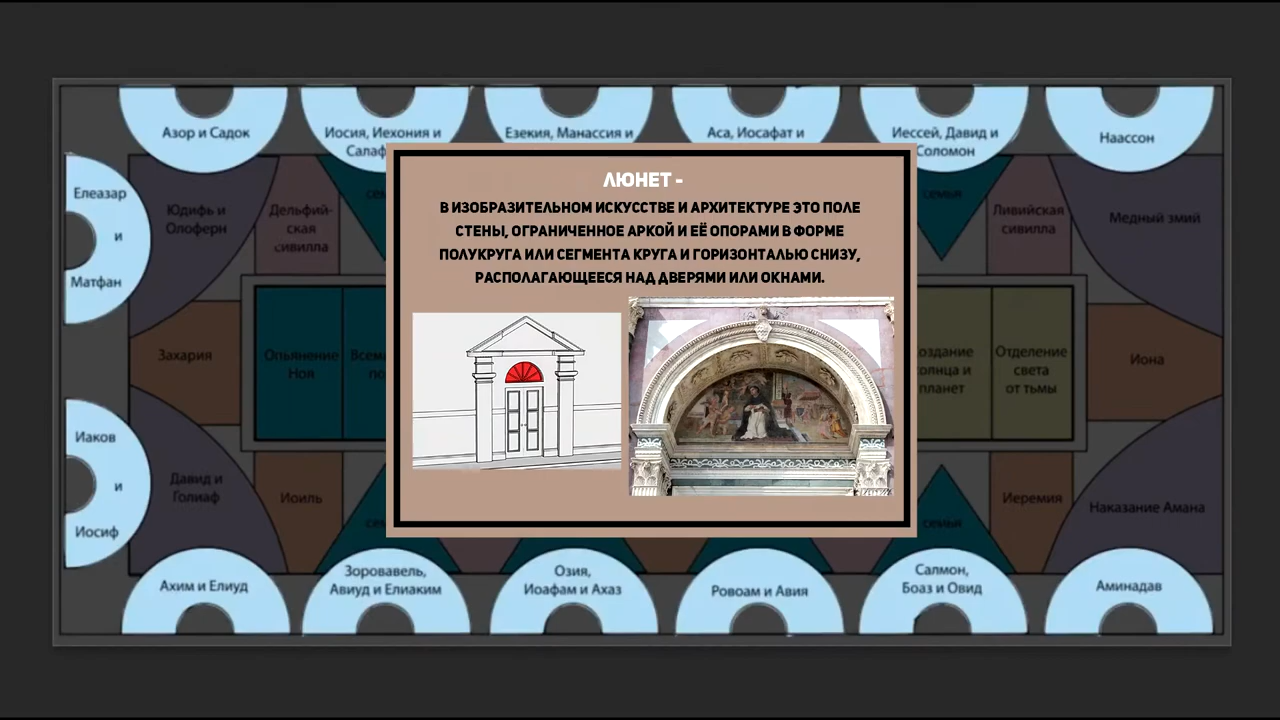 Азор и Садок
Иосия, Иехония и
Езекия, Манассия и
Аса, Иосафат и
Иессей, Давид и
Соломон
Наассон
Елеазар
и
Матфан
Юдифь и
Олоферн
Дельфий-
ская
сивилла
ЛЮНЕТ -
В ИЗОБРАЗИТЕЛЬНОМ ИСКУССТВЕ И АРХИТЕКТУРЕ ЭТО ПОЛЕ
СТЕНЫ, ОГРАНИЧЕННОЕ АРКОЙ И ЕЁ ОПОРАМИ В ФОРМЕ
ПОЛУКРУГА ИЛИ СЕГМЕНТА КРУГА И ГОРИЗОНТАЛЬЮ СНИЗУ,
РАСПОЛАГАЮЩЕЕСЯ НАД ДВЕРЯМИ ИЛИ ОКНАМИ.
семья
Ливийская
сивилла
Медный змий
Захария
Опьянение
Ноя
Отделение
света
от тьмы
Иона
Иаков
и
Иосиф
Давид и
Голиаф
Иоиль
семья
Иеремия
Наказание Амана
Ахим и Елиуд
Зоровавель,
Авиуд и Елиаким
Озия,
Иоафам и Ахаз
Ровоам и Авия
Салмон,
Боаз и Овид
Аминадав